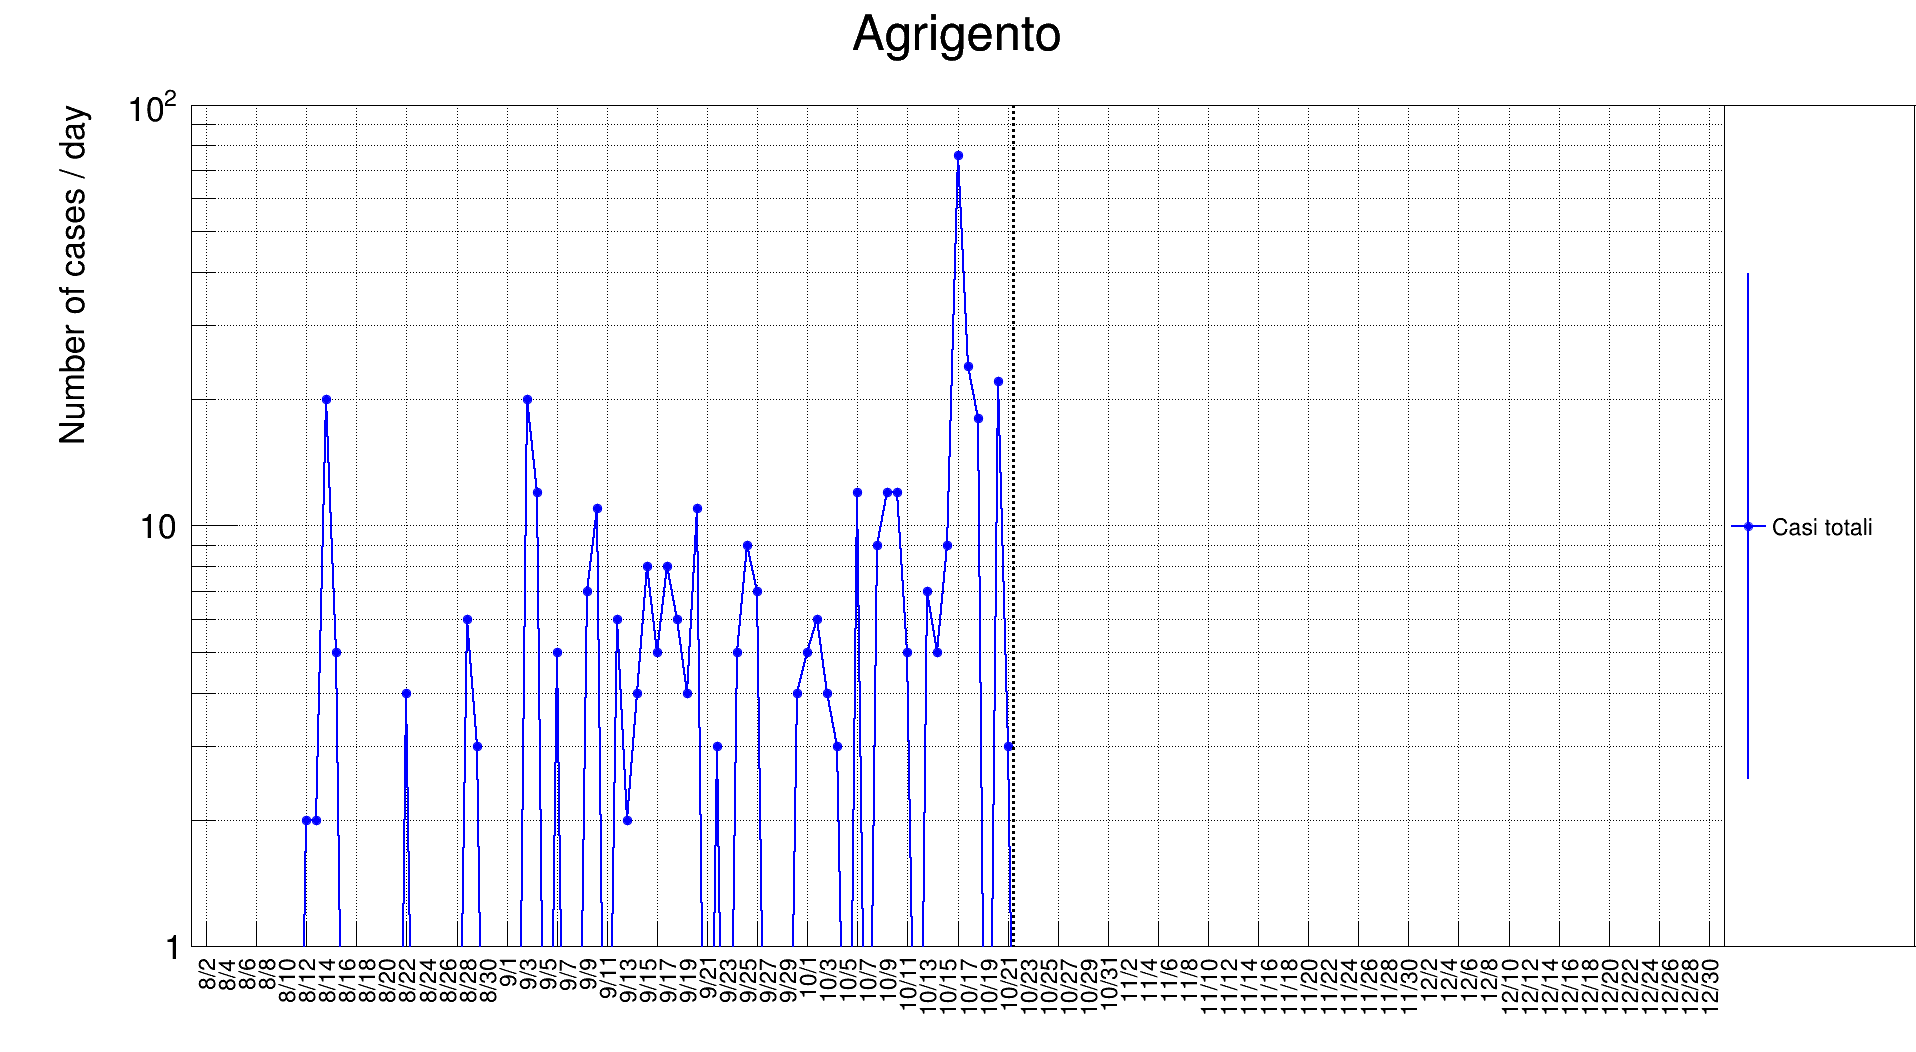 Agrigento
Number of cases / day
10²
10
1
8/2 8/4 8/6 8/8 8/10 8/12 8/14 8/16 8/18 8/20 8/22 8/24 8/26 8/28 8/30 9/1 9/3 9/5 9/7 9/9 9/11 9/13 9/15 9/17 9/19 9/21 9/23 9/25 9/27 9/29 10/1 10/3 10/5 10/7 10/9 10/11 10/13 10/15 10/17 10/19 10/21 10/23 10/25 10/27 10/29 10/31 11/2 11/4 11/6 11/8 11/10 11/12 11/14 11/16 11/18 11/20 11/22 11/24 11/26 11/28 11/30 12/2 12/4 12/6 12/8 12/10 12/12 12/14 12/16 12/18 12/20 12/22 12/24 12/26 12/28 12/30
Casi totali